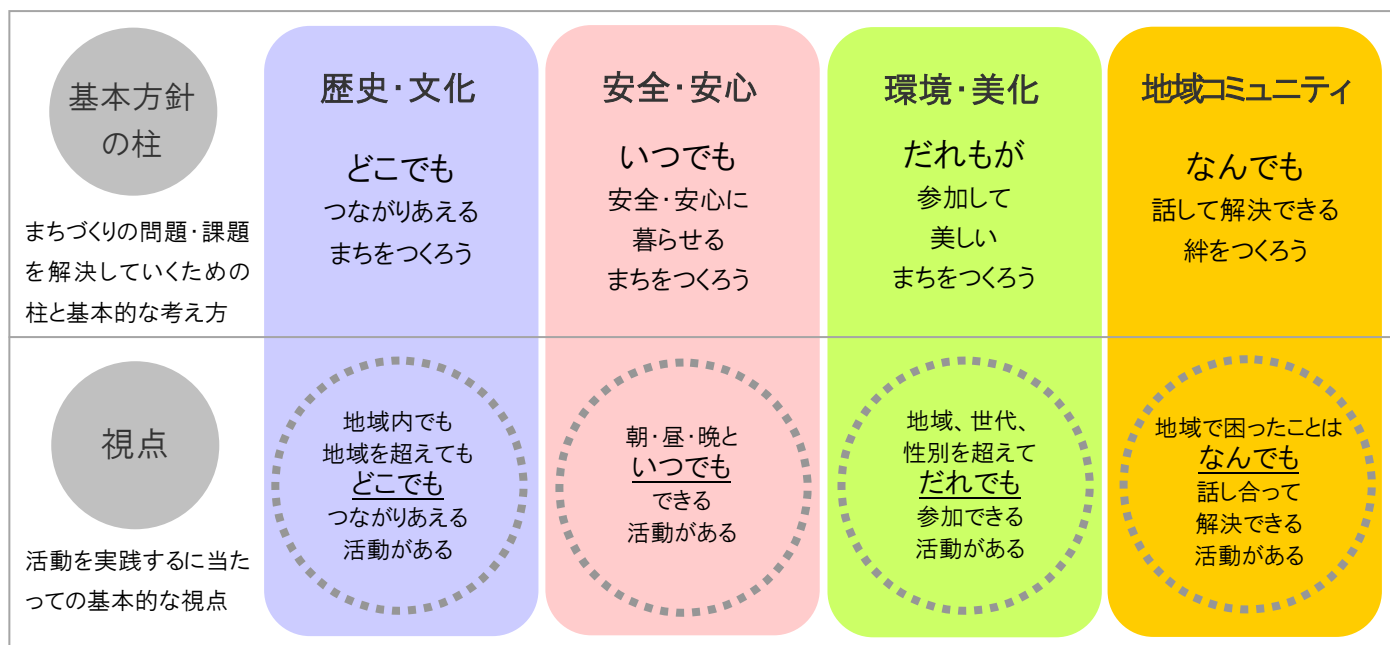 基本方針
の柱
まちづくりの問題・課題
を解決していくための
柱と基本的な考え方
歴史・文化
どこでも
つながりあえる
まちをつくろう
安全・安心
いつでも
安全・安心に
暮らせる
まちをつくろう
環境・美化
だれもが
参加して
美しい
まちをつくろう
地域コミュニティ
なんでも
話して解決できる
絆をつくろう
視点
活動を実践するに当た
っての基本的な視点
地域内でも
地域を超えても
どこでも
つながりあえる
活動がある
朝・昼・晩と
いつでも
できる
活動がある
地域、世代、
性別を超えて
だれでも
参加できる
活動がある
地域で困ったことは
なんでも
話し合って
解決できる
活動がある